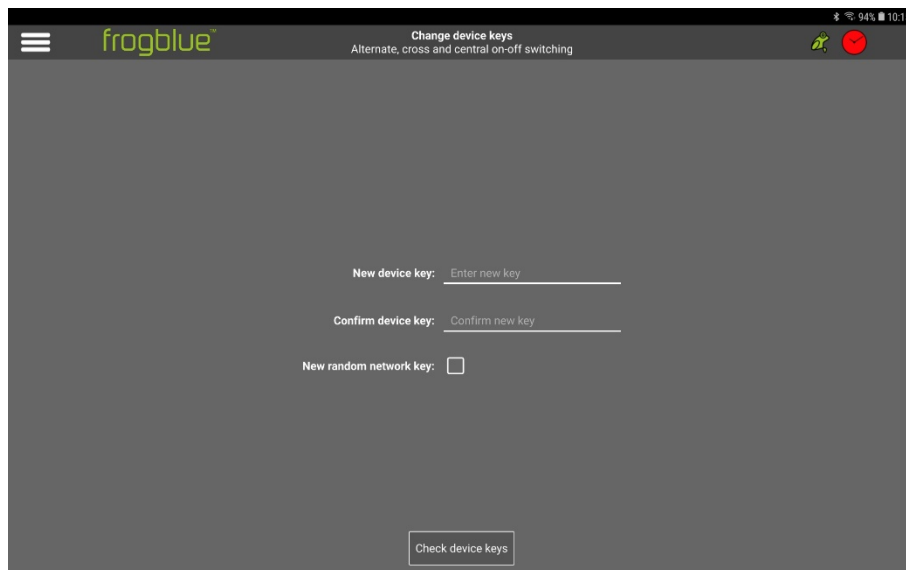 94% 10:1
frogblue™
Change device keys
Alternate, cross and central on-off switching
New device key: Enter new key
Confirm device key: Confirm new key
New random network key:
Check device keys